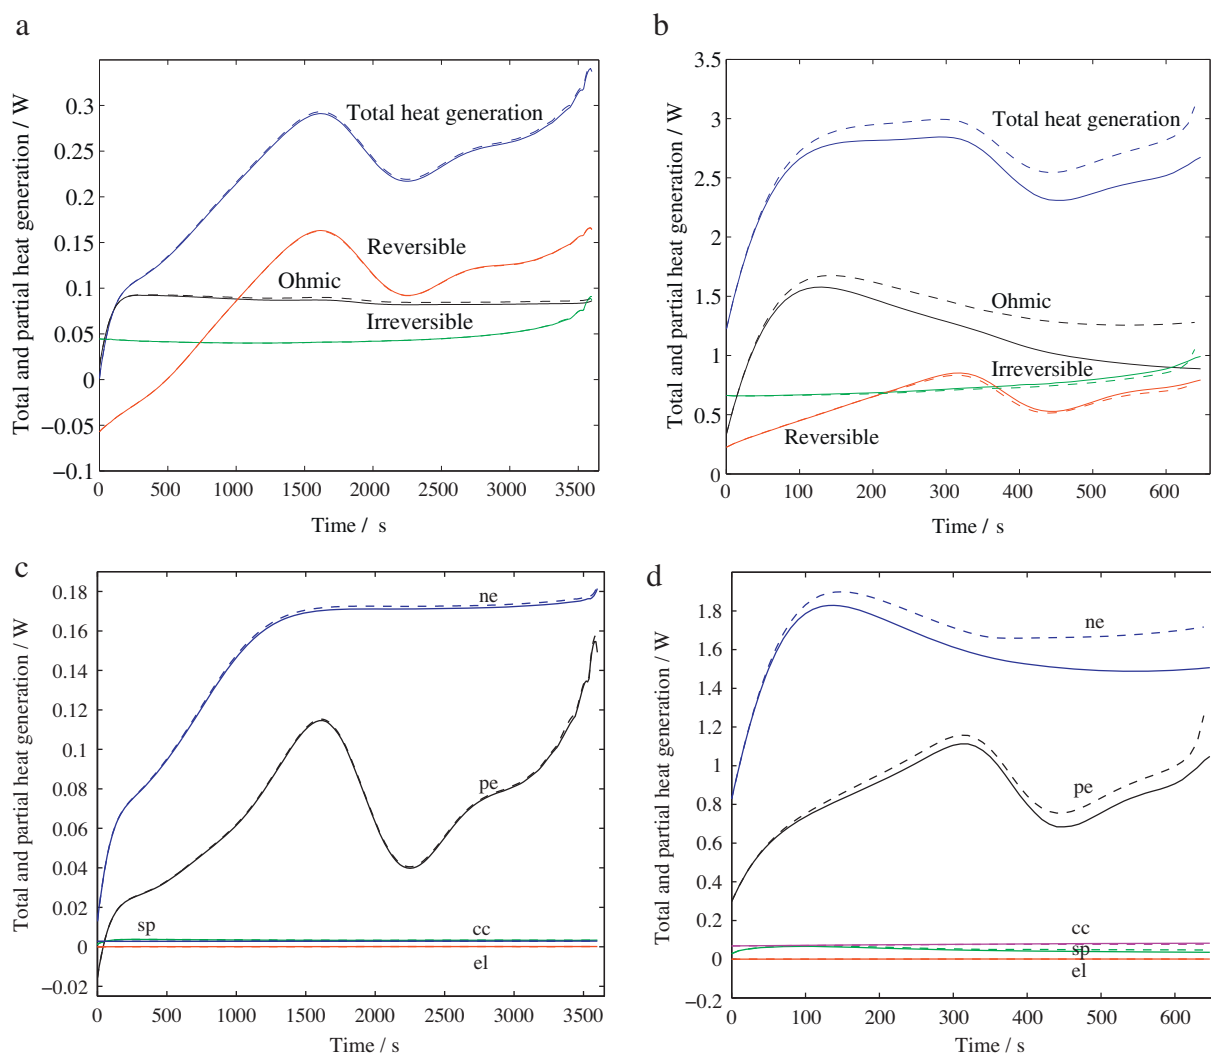 a
Total and partial heat generation / W
0.3
0.25
0.2
0.15
0.1
0.05
0
−0.05
−0.1
Total heat generation
Reversible
Ohmic
Irreversible
0 500 1000 1500 2000 2500 3000 3500
Time / s
b
Total and partial heat generation / W
3.5
3
2.5
2
1.5
1
0.5
0
Total heat generation
Ohmic
Irreversible
Reversible
0 100 200 300 400 500 600
Time / s
c
Total and partial heat generation / W
0.18
0.16
0.14
0.12
0.1
0.08
0.06
0.04
0.02
0
−0.02
ne
pe
sp
cc
el
0 500 1000 1500 2000 2500 3000 3500
Time / s
d
Total and partial heat generation / W
1.8
1.6
1.4
1.2
1
0.8
0.6
0.4
0.2
0
−0.2
ne
pe
cc
sp
el
0 100 200 300 400 500 600
Time / s